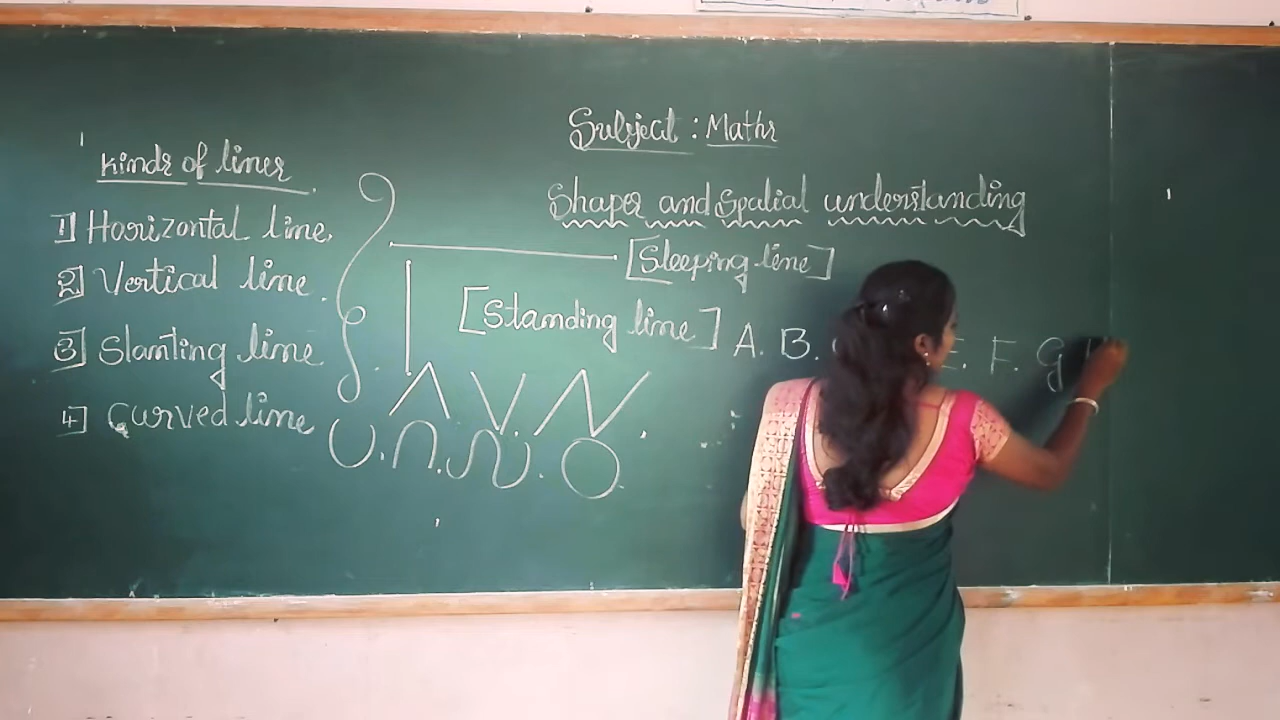 Subject : Maths
Shapes and Spatial understanding
Kinds of lines
1] Horizontal line.
[Sleeping line]
2] Vertical line.
[Standing line]
3] Slanting line
4] Curved line
A. B. E. F. G